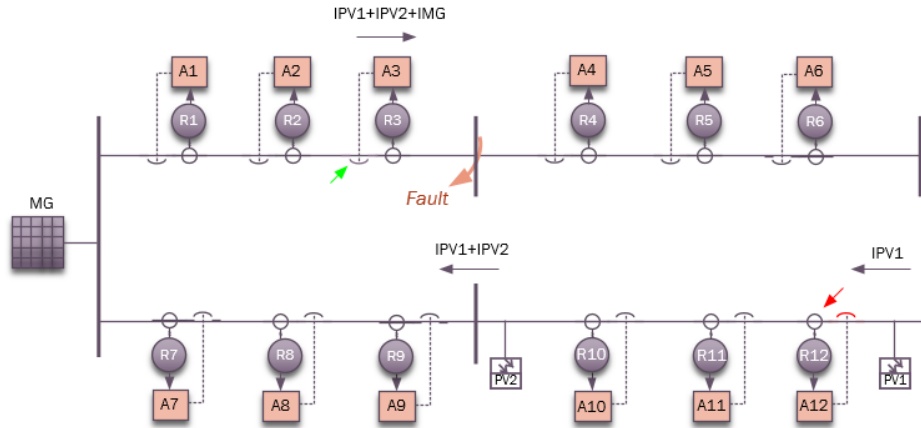 IPV1+IPV2+IMG
A1 A2 A3 A4 A5 A6
R1 R2 R3 R4 R5 R6
Fault
MG
IPV1+IPV2
IPV1
R7 R8 R9 R10 R11 R12
PV2 PV1
A7 A8 A9 A10 A11 A12